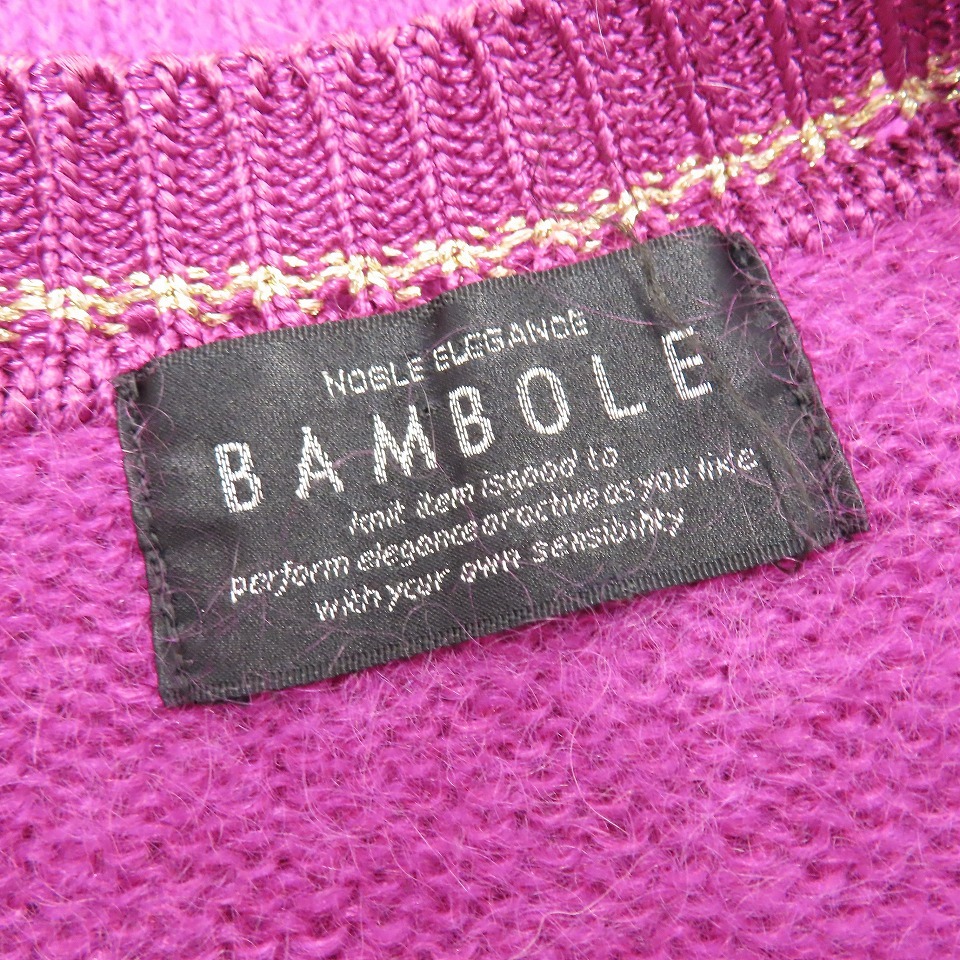 NOBLE ELEGANCE
BAMBOLE
knit item is good to
perform elegance or active as you like
with your own sensibility